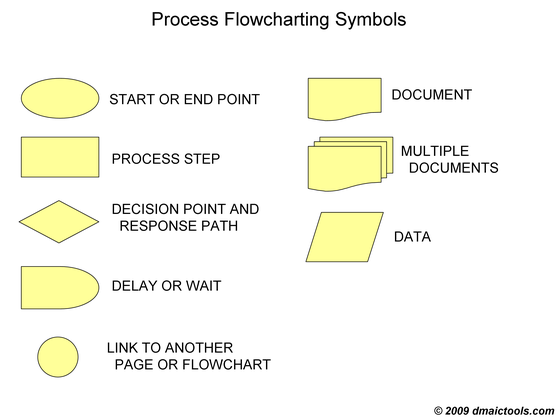 Process Flowcharting Symbols
START OR END POINT
PROCESS STEP
DECISION POINT AND
RESPONSE PATH
DELAY OR WAIT
LINK TO ANOTHER
PAGE OR FLOWCHART
DOCUMENT
MULTIPLE
DOCUMENTS
DATA
© 2009 dmaictools.com